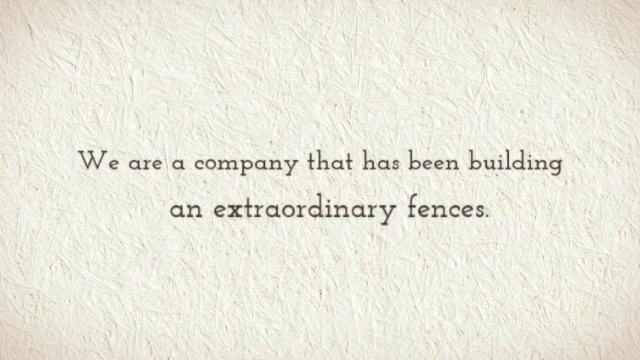 We are a company that has been building
an extraordinary fences.